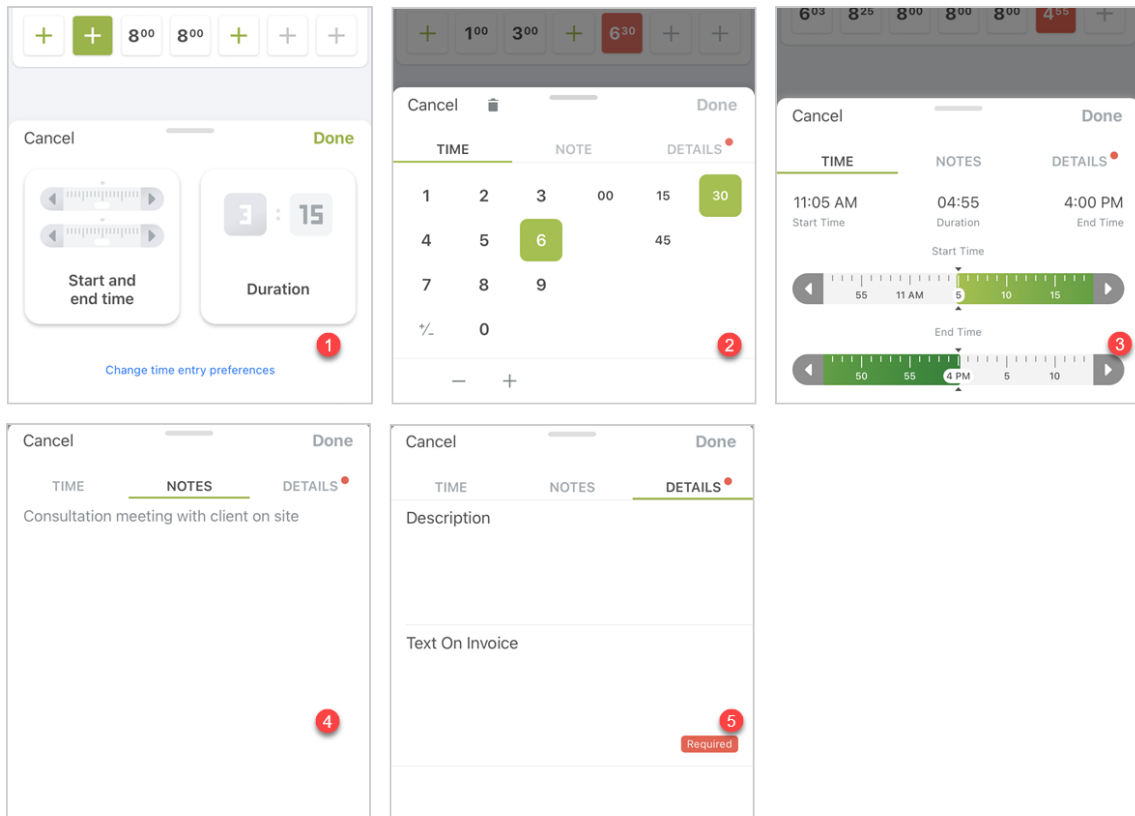 + + 8⁰⁰ 8⁰⁰ + + +
Cancel Done
3 : 15
Start and
end time
Duration
1
Change time entry preferences
+ 1⁰⁰ 3⁰⁰ + 6³⁰ + +
Cancel Done
TIME NOTE DETAILS
1 2 3 00 15 30
4 5 6 45
7 8 9
+/- 0
2
− +
6⁰³ 8²⁵ 8⁰⁰ 8⁰⁰ 8⁰⁰ 4⁵⁵ +
Cancel Done
TIME NOTES DETAILS
11:05 AM 04:55 4:00 PM
Start Time Duration End Time
Start Time
55 11 AM 5 10 15
End Time
3
50 55 4 PM 5 10
Cancel Done
TIME NOTES DETAILS
Consultation meeting with client on site
4
Cancel Done
TIME NOTES DETAILS
Description
Text On Invoice
5
Required